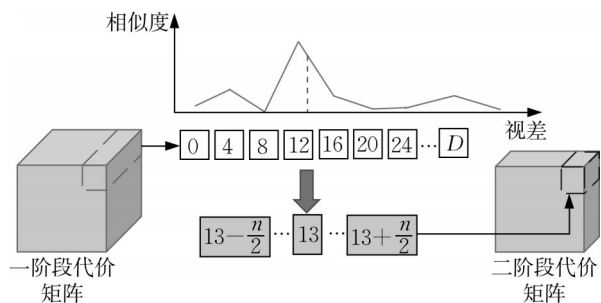 相似度
视差
0 4 8 12 16 20 24 … D
13−n/2 … 13 … 13+n/2
一阶段代价
矩阵
二阶段代价
矩阵